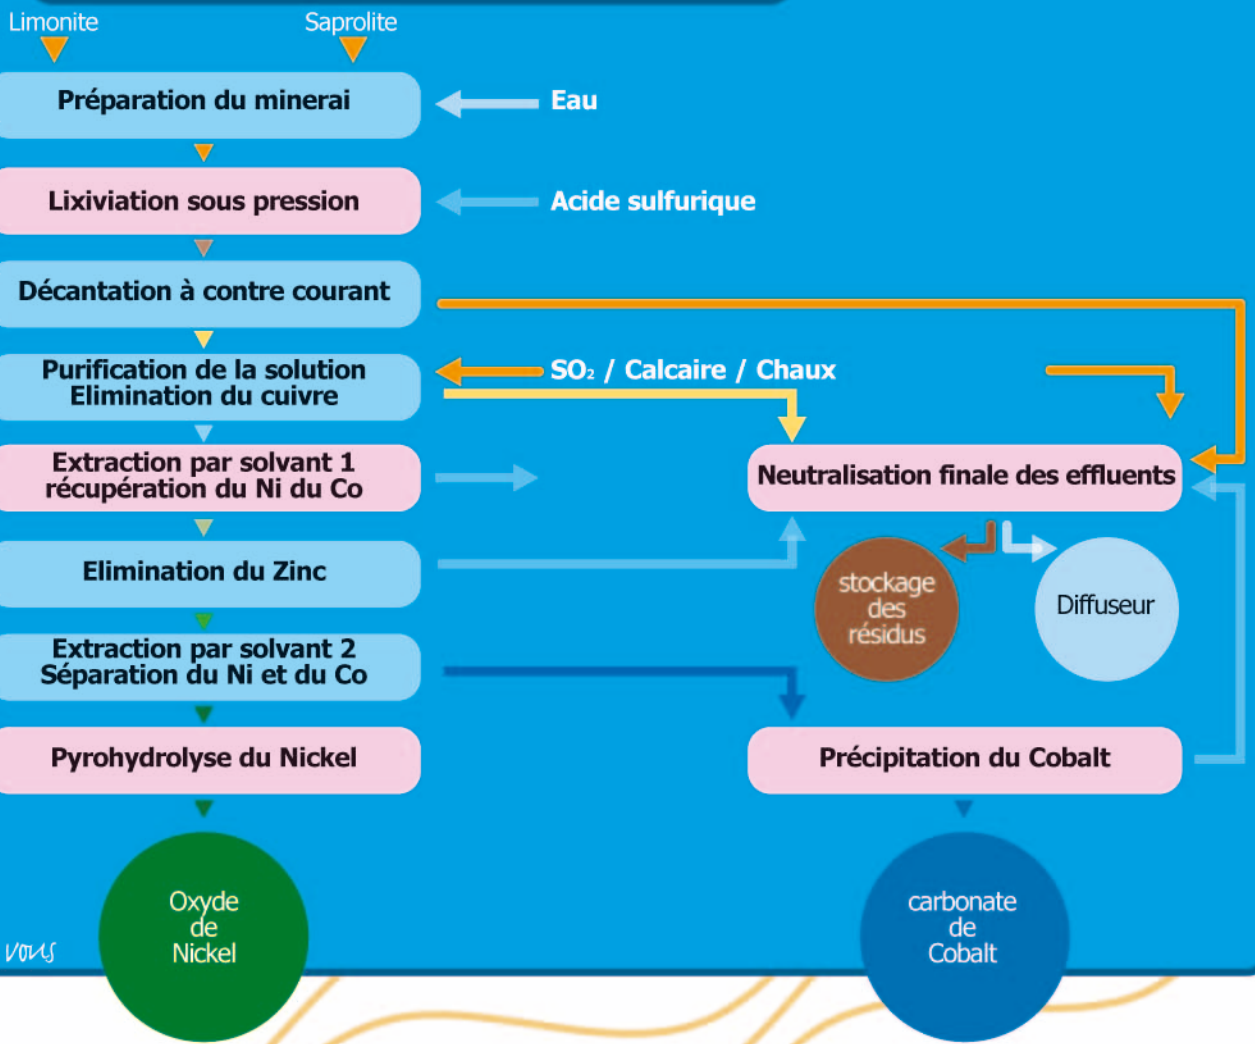 Limonite
Saprolite
Préparation du minerai
Eau
Lixiviation sous pression
Acide sulfurique
Décantation à contre courant
Purification de la solution
Elimination du cuivre
SO₂ / Calcaire / Chaux
Extraction par solvant 1
récupération du Ni du Co
Neutralisation finale des effluents
Elimination du Zinc
stockage
des
résidus
Diffuseur
Extraction par solvant 2
Séparation du Ni et du Co
Pyrohydrolyse du Nickel
Précipitation du Cobalt
Oxyde
de
Nickel
carbonate
de
Cobalt
vous